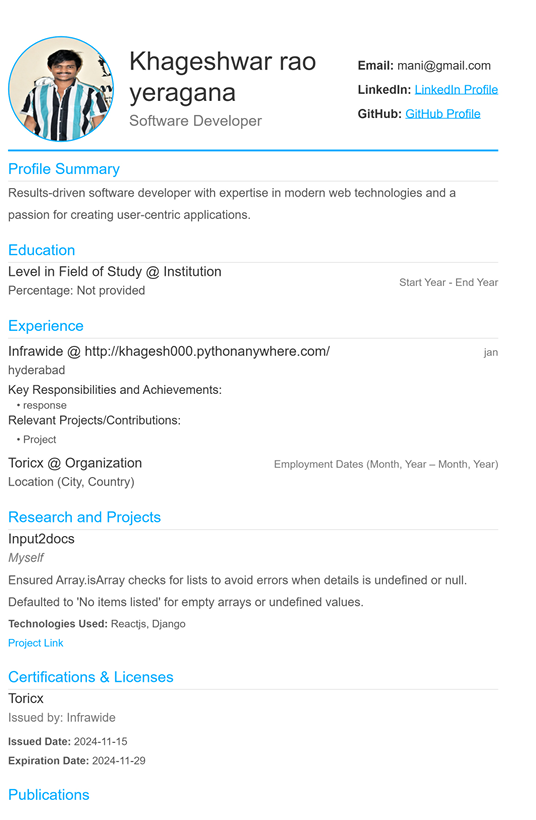 Khageshwar rao
yeragana
Software Developer
Email: mani@gmail.com
LinkedIn: LinkedIn Profile
GitHub: GitHub Profile
Profile Summary
Results-driven software developer with expertise in modern web technologies and a
passion for creating user-centric applications.
Education
Level in Field of Study @ Institution
Start Year - End Year
Percentage: Not provided
Experience
Infrawide @ http://khagesh000.pythonanywhere.com/
jan
hyderabad
Key Responsibilities and Achievements:
• response
Relevant Projects/Contributions:
• Project
Toricx @ Organization
Employment Dates (Month, Year – Month, Year)
Location (City, Country)
Research and Projects
Input2docs
Myself
Ensured Array.isArray checks for lists to avoid errors when details is undefined or null.
Defaulted to 'No items listed' for empty arrays or undefined values.
Technologies Used: Reactjs, Django
Project Link
Certifications & Licenses
Toricx
Issued by: Infrawide
Issued Date: 2024-11-15
Expiration Date: 2024-11-29
Publications